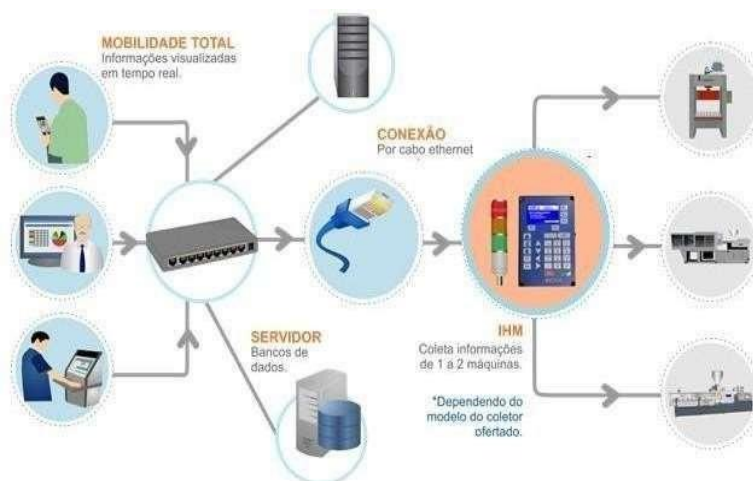 MOBILIDADE TOTAL
Informações visualizadas
em tempo real.
CONEXÃO
Por cabo ethernet
SERVIDOR
Bancos de
dados.
IHM
Coleta informações
de 1 a 2 máquinas.
*Dependendo do
modelo do coletor
ofertado.